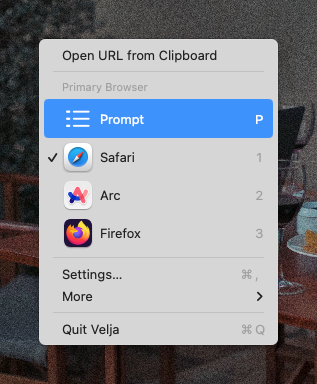 Open URL from Clipboard
Primary Browser
Prompt P
Safari 1
Arc 2
Firefox 3
Settings... ⌘ ,
More
Quit Velja ⌘ Q